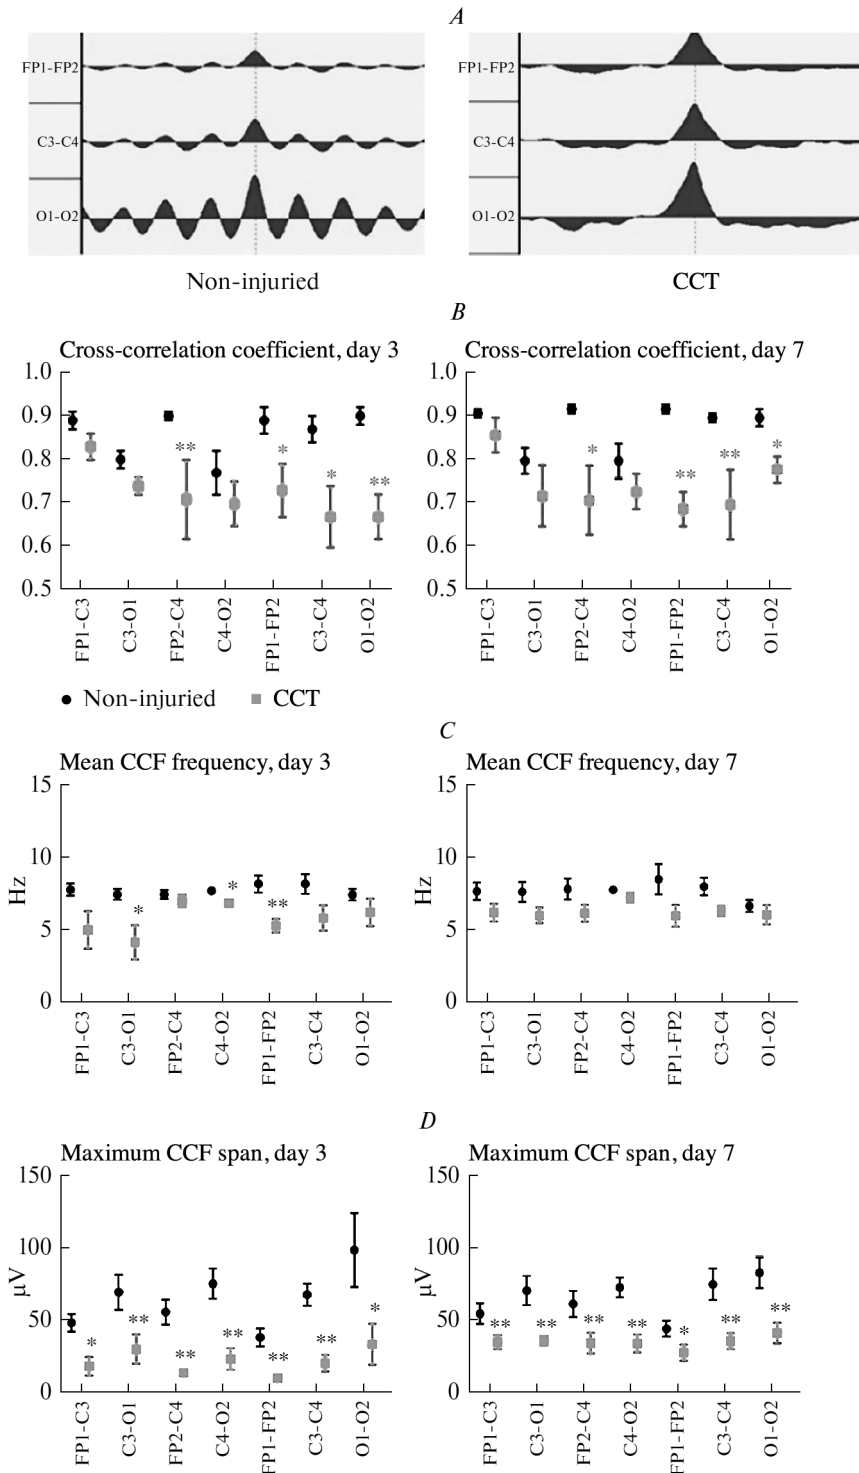 A
FP1-FP2
C3-C4
O1-O2
Non-injuried
FP1-FP2
C3-C4
O1-O2
CCT
B
Cross-correlation coefficient, day 3
1.0
0.9
0.8
0.7
0.6
0.5
** * * **
FP1-C3
C3-O1
FP2-C4
C4-O2
FP1-FP2
C3-C4
O1-O2
Cross-correlation coefficient, day 7
1.0
0.9
0.8
0.7
0.6
0.5
* ** ** *
FP1-C3
C3-O1
FP2-C4
C4-O2
FP1-FP2
C3-C4
O1-O2
Non-injuried CCT
C
Mean CCF frequency, day 3
15
10
5
0
Hz
* * **
FP1-C3
C3-O1
FP2-C4
C4-O2
FP1-FP2
C3-C4
O1-O2
Mean CCF frequency, day 7
15
10
5
0
Hz
FP1-C3
C3-O1
FP2-C4
C4-O2
FP1-FP2
C3-C4
O1-O2
D
Maximum CCF span, day 3
150
100
50
0
µV
* ** ** ** ** ** *
FP1-C3
C3-O1
FP2-C4
C4-O2
FP1-FP2
C3-C4
O1-O2
Maximum CCF span, day 7
150
100
50
0
µV
** ** ** ** * ** **
FP1-C3
C3-O1
FP2-C4
C4-O2
FP1-FP2
C3-C4
O1-O2